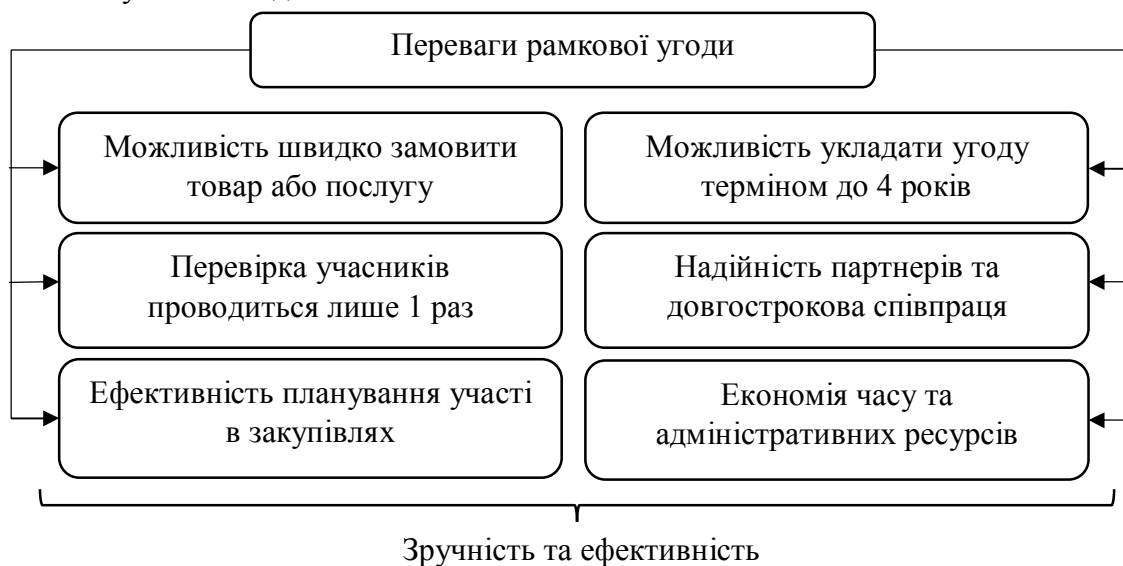 Переваги рамкової угоди
Можливість швидко замовити
товар або послугу
Можливість укладати угоду
терміном до 4 років
Перевірка учасників
проводиться лише 1 раз
Надійність партнерів та
довгострокова співпраця
Ефективність планування участі
в закупівлях
Економія часу та
адміністративних ресурсів
Зручність та ефективність